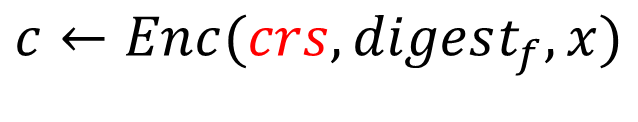 c ← Enc(crs, digest_f, x)